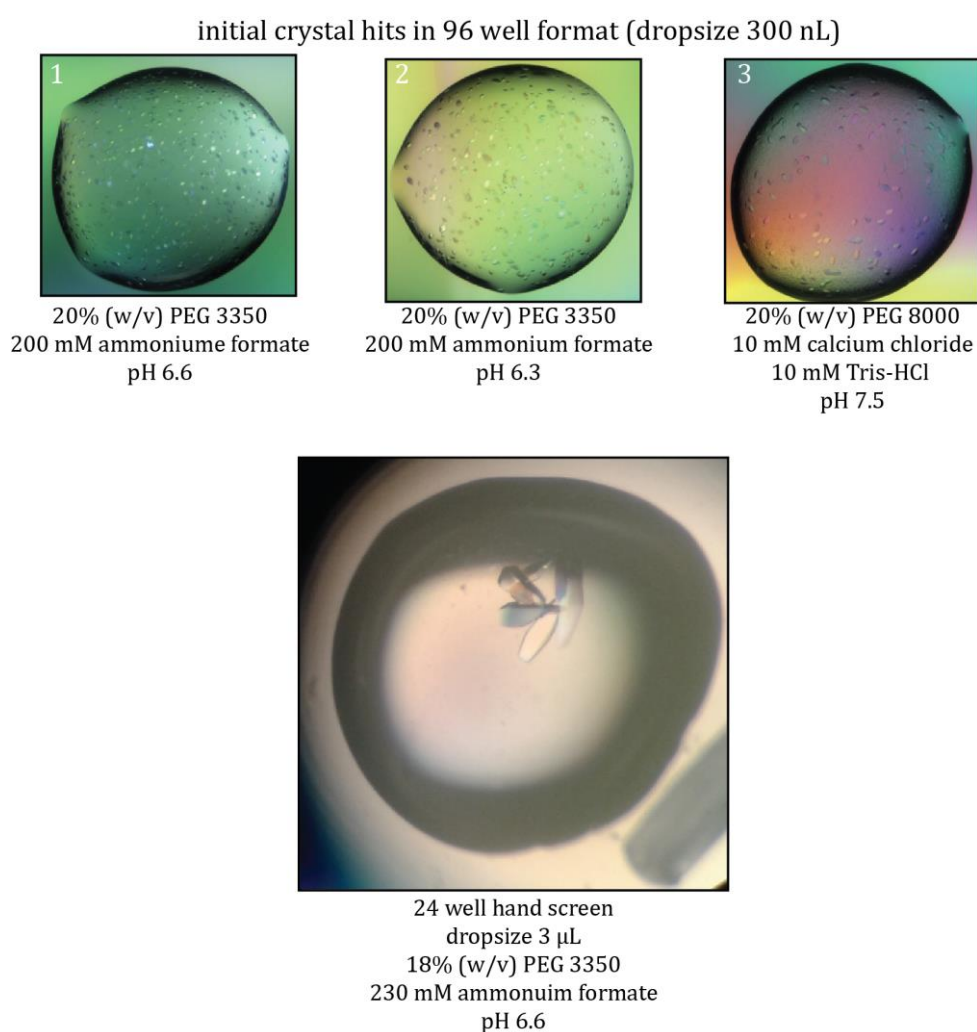 initial crystal hits in 96 well format (dropsize 300 nL)
1
2
3
20% (w/v) PEG 3350
200 mM ammoniume formate
pH 6.6
20% (w/v) PEG 3350
200 mM ammonium formate
pH 6.3
20% (w/v) PEG 8000
10 mM calcium chloride
10 mM Tris-HCl
pH 7.5
24 well hand screen
dropsize 3 μL
18% (w/v) PEG 3350
230 mM ammonuim formate
pH 6.6